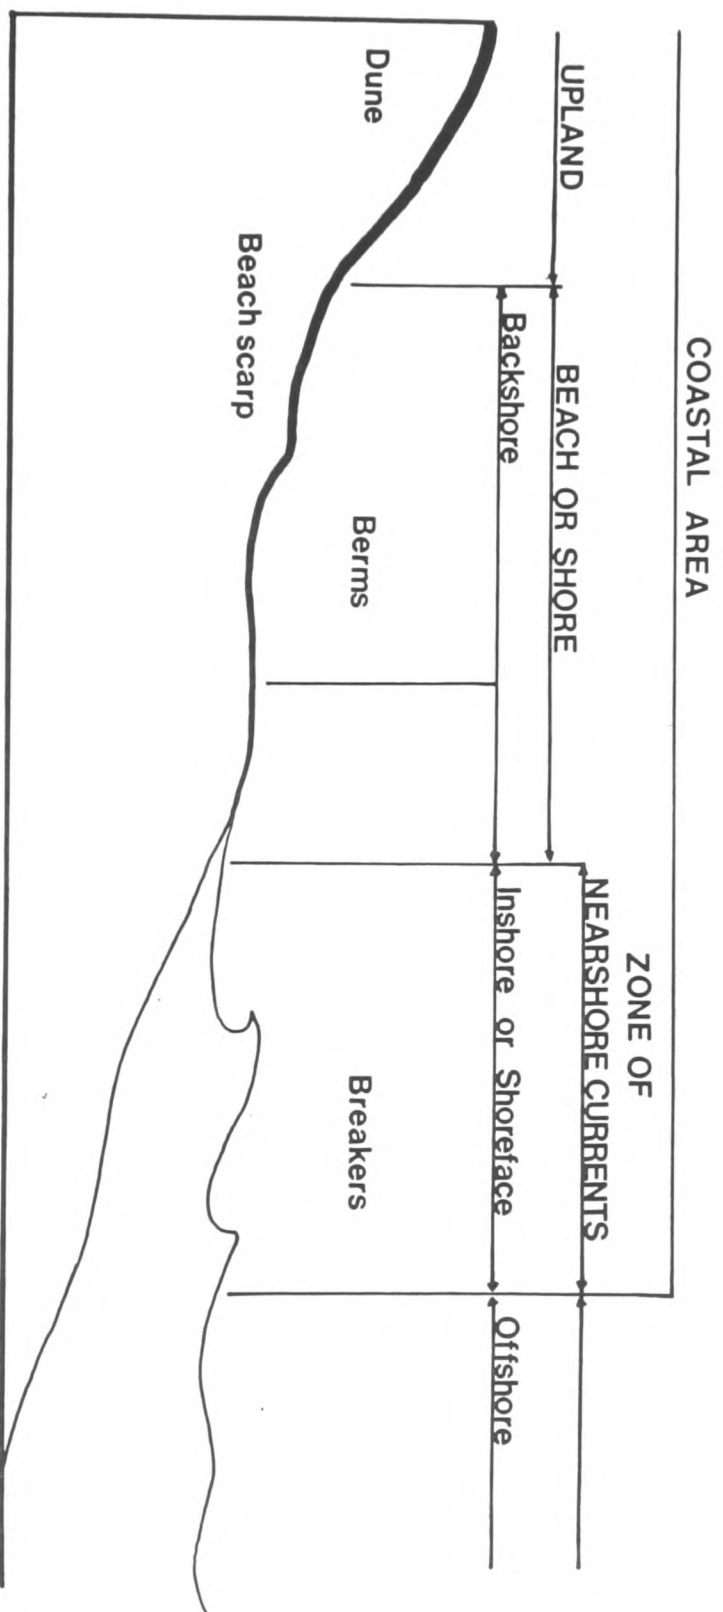 COASTAL AREA
ZONE OF
UPLAND
BEACH OR SHORE
NEARSHORE CURRENTS
Backshore
Inshore or Shoreface
Offshore
Dune
Berms
Breakers
Beach scarp